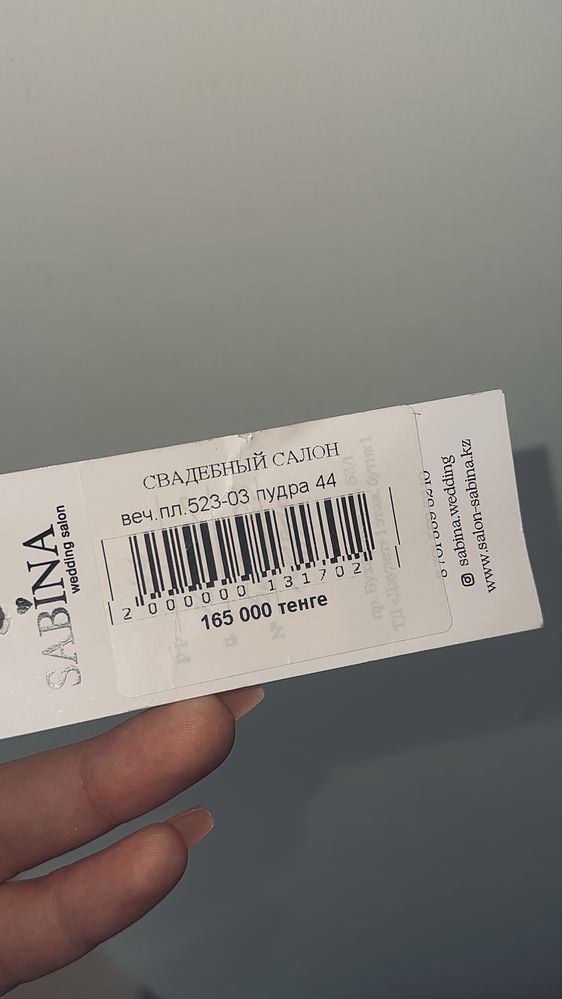 SABINA
wedding salon
СВАДЕБНЫЙ САЛОН
веч.пл.523-03 пудра 44
2 000000 131702
165 000 тенге
sabina.wedding
www.salon-sabina.kz